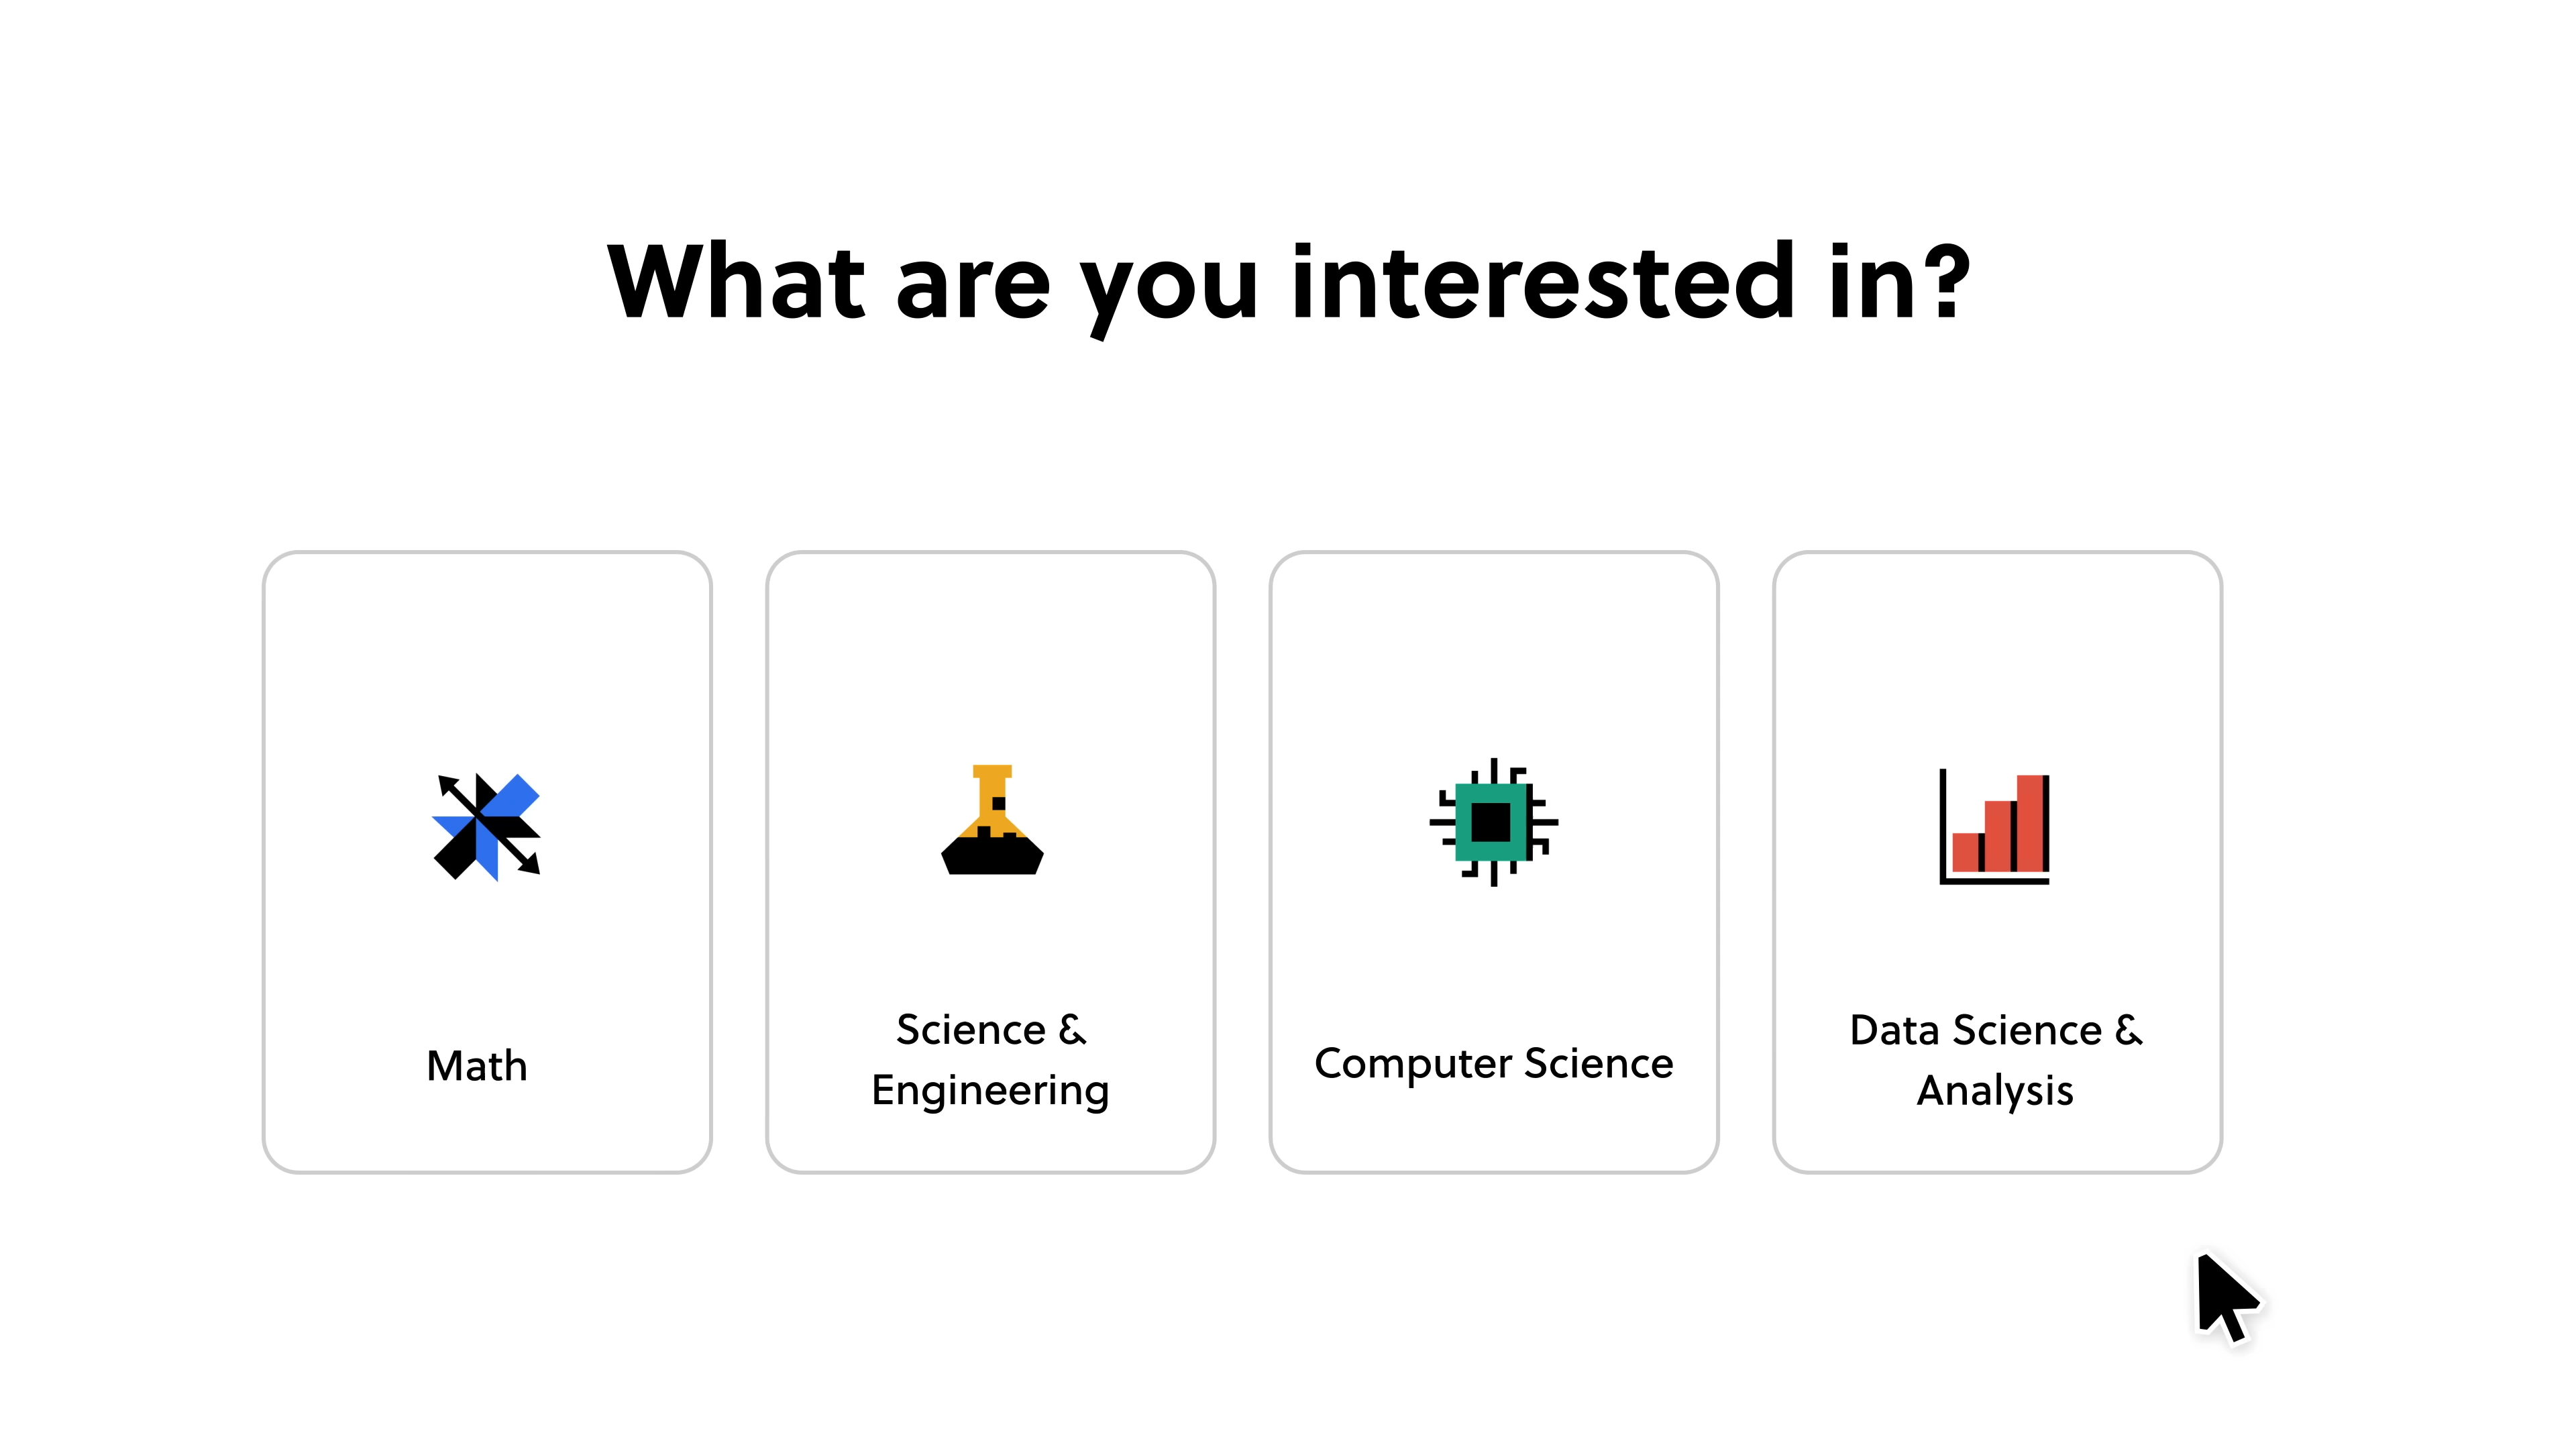 What are you interested in?
Math
Science &
Engineering
Computer Science
Data Science &
Analysis